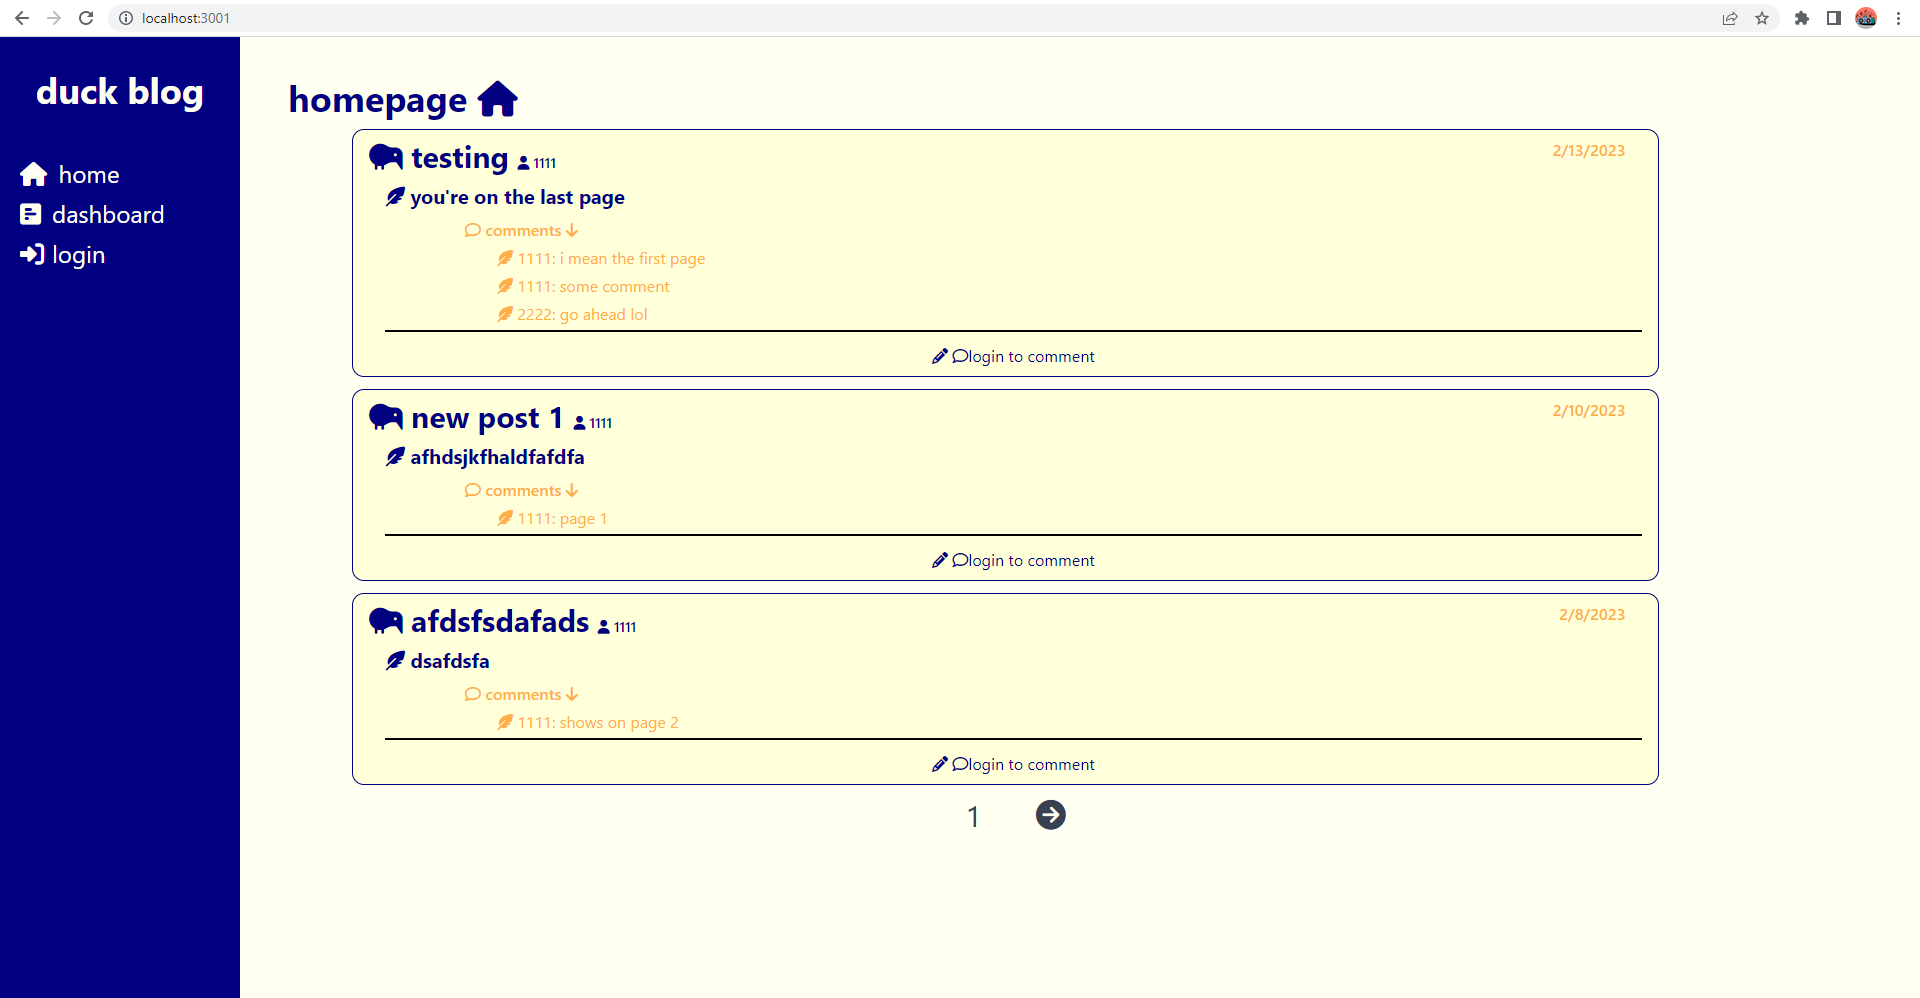 localhost:3001
duck blog
home
dashboard
login
homepage
testing 1111 2/13/2023
you're on the last page
comments
1111: i mean the first page
1111: some comment
2222: go ahead lol
login to comment
new post 1 1111 2/10/2023
afhdsjkfhaldfafdfa
comments
1111: page 1
login to comment
afdsfsdafads 1111 2/8/2023
dsafdsfa
comments
1111: shows on page 2
login to comment
1